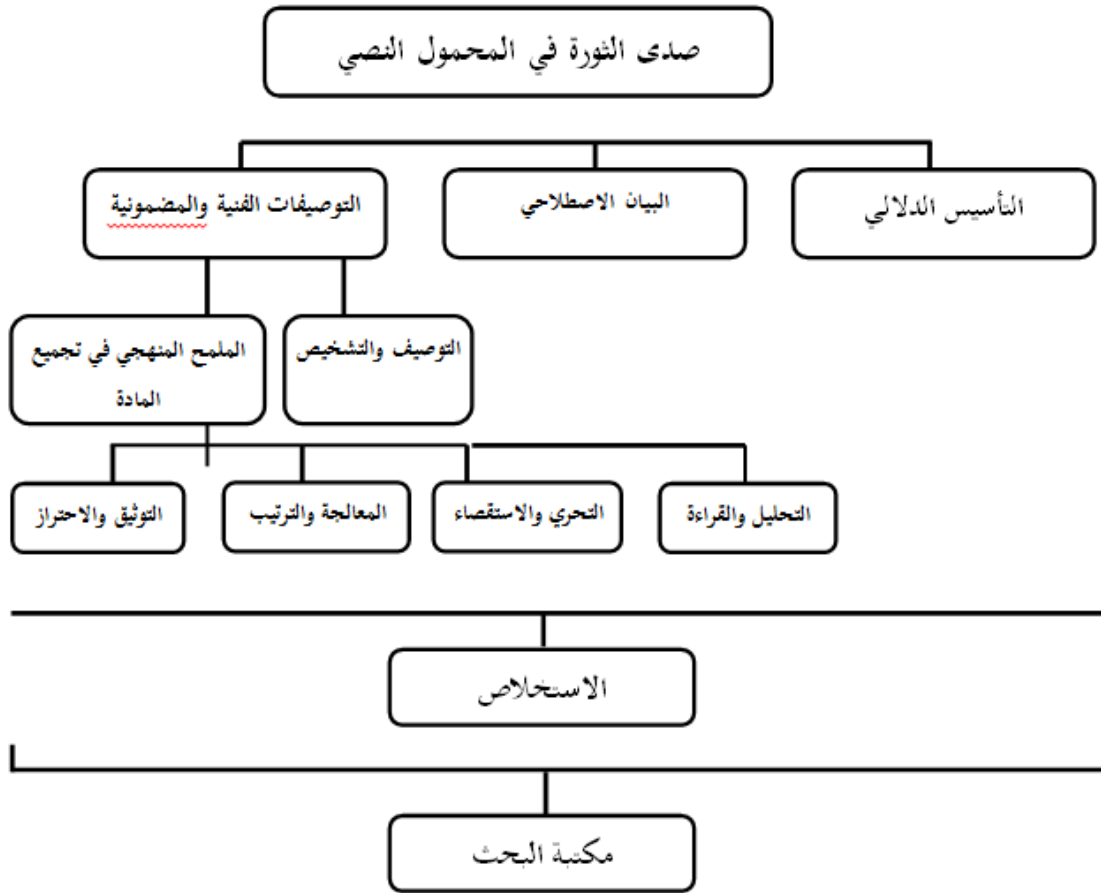 صدى الثورة في المحمول النصي
التأسيس الدلالي
البيان الاصطلاحي
التوصيفات الفنية والمضمونية
التوصيف والتشخيص
الملمح المنهجي في تجميع
المادة
التحليل والقراءة
التحري والاستقصاء
المعالجة والترتيب
التوثيق والاحتراز
الاستخلاص
مكتبة البحث